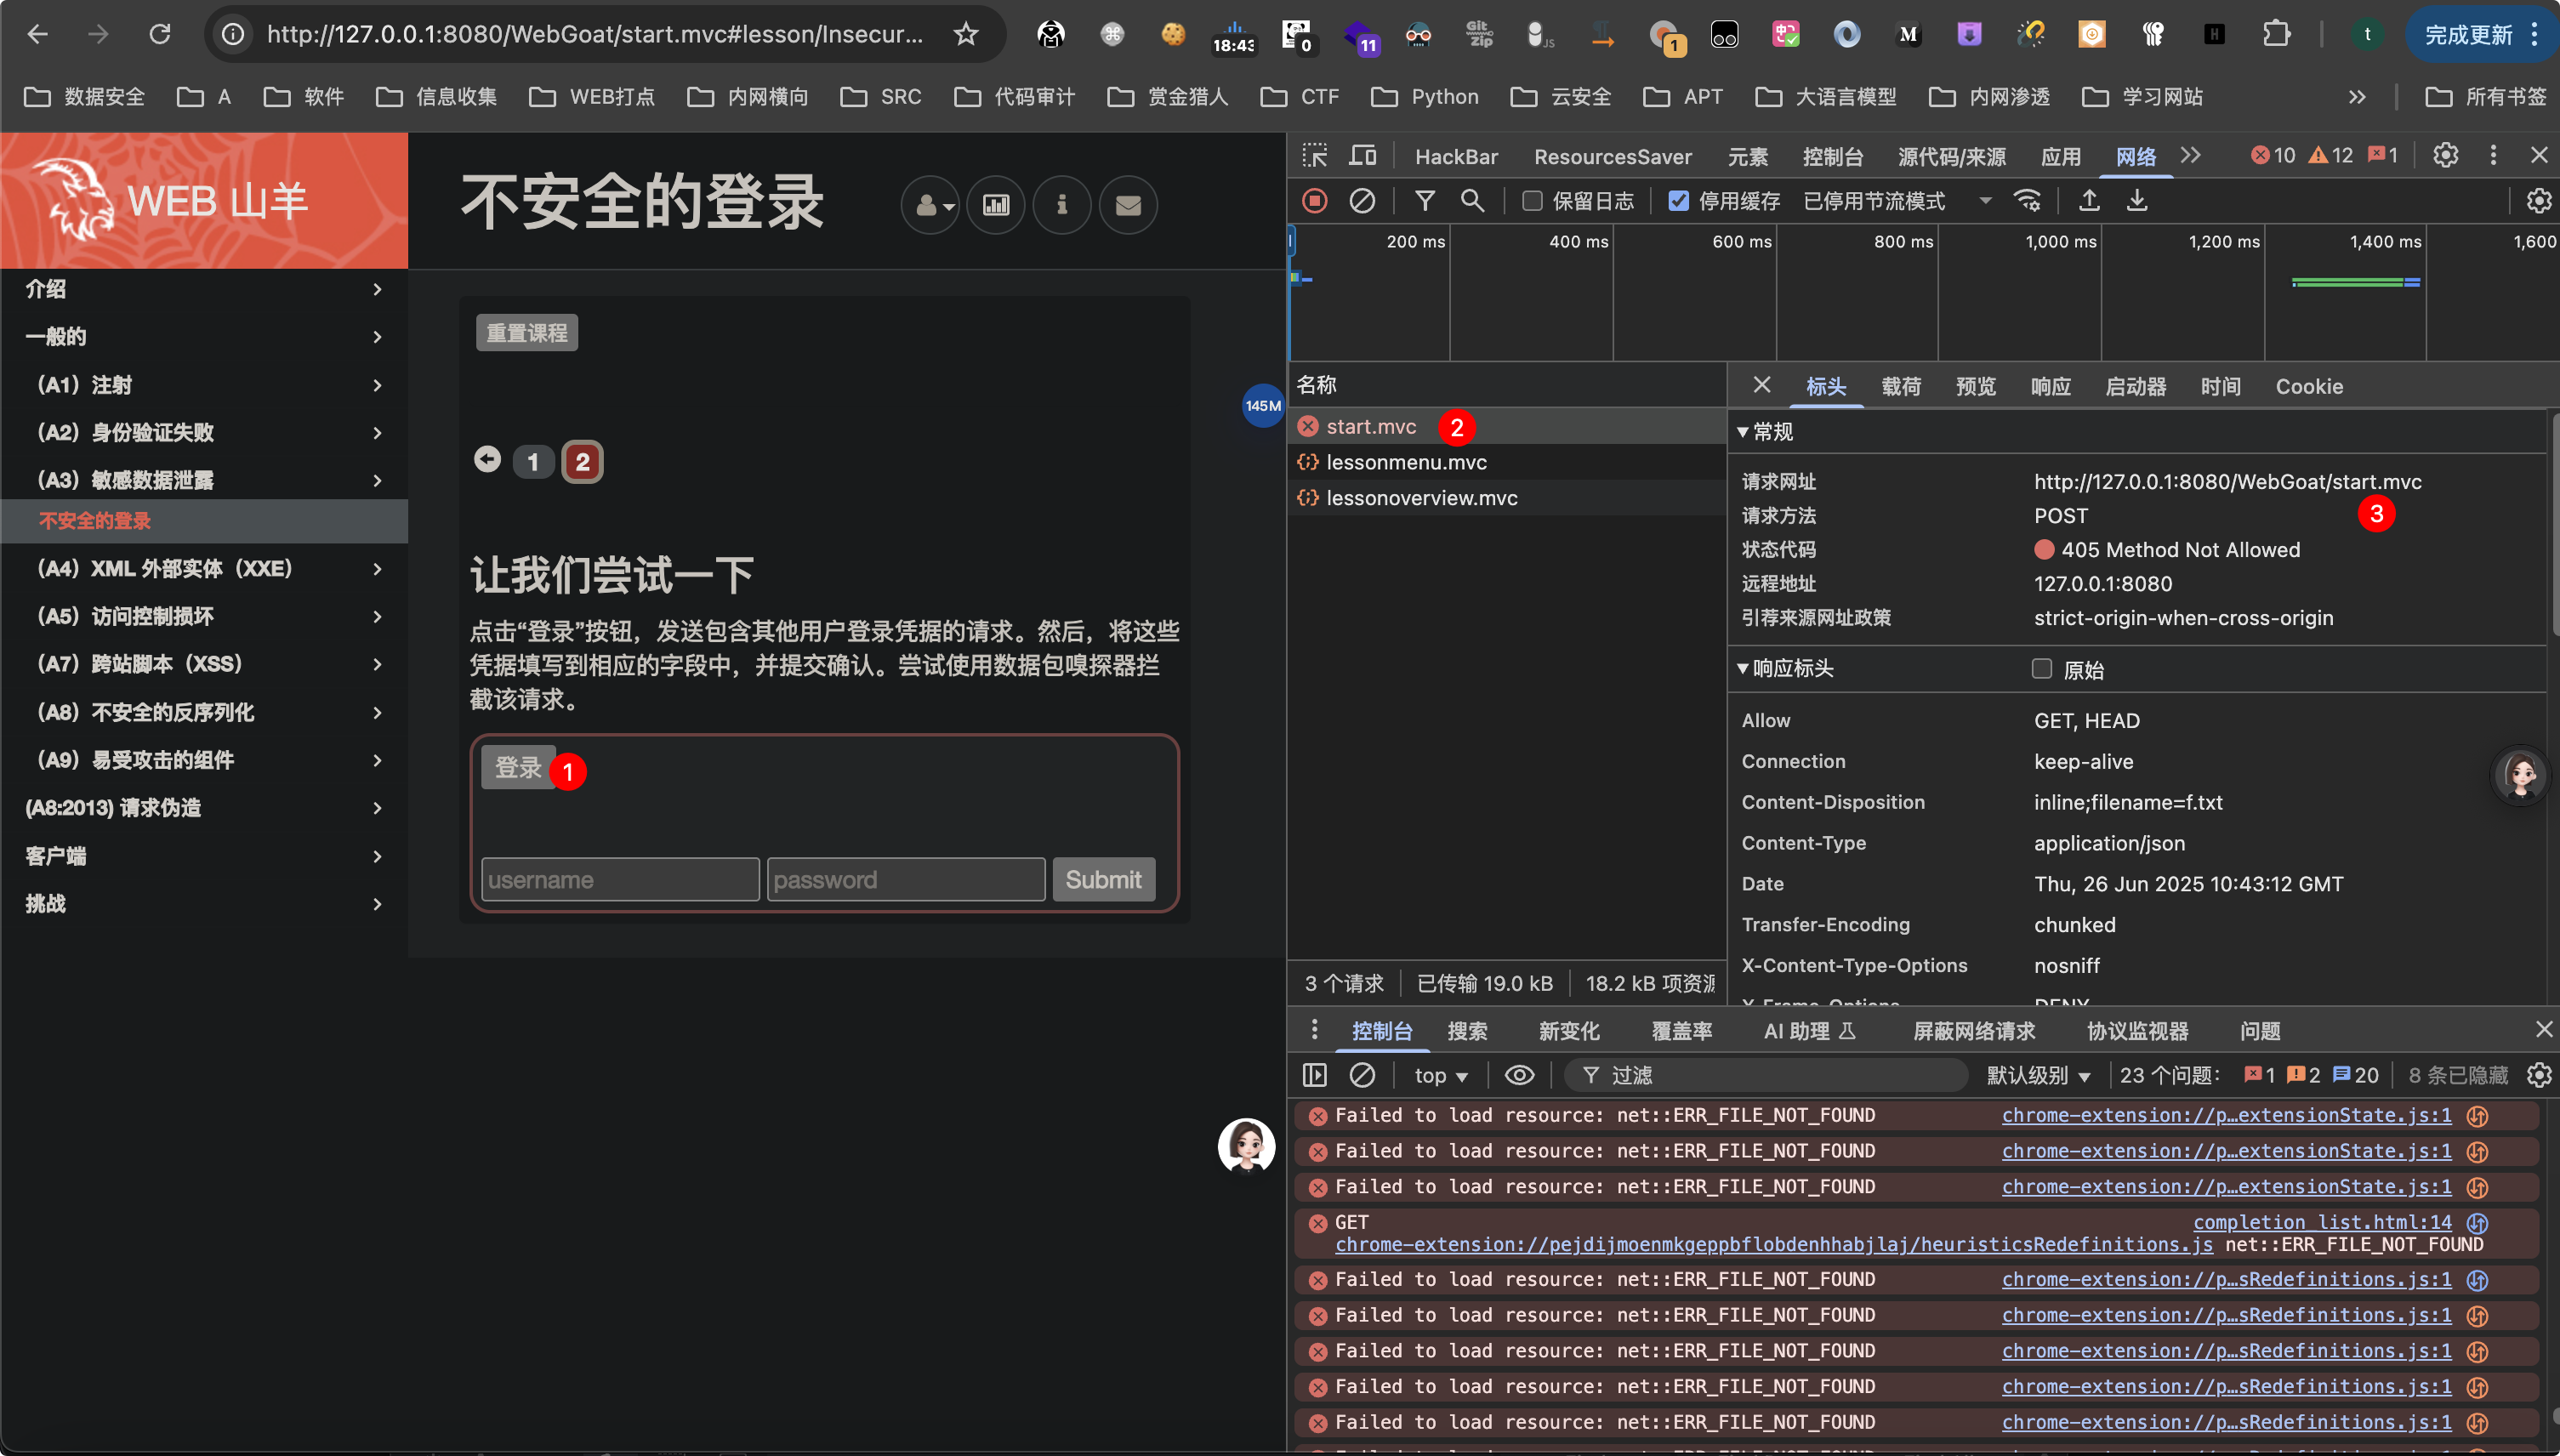 http://127.0.0.1:8080/WebGoat/start.mvc#lesson/Insecur...
18:43
0
11
Git zip
JS
1
M
H
t
完成更新
数据安全
A
软件
信息收集
WEB打点
内网横向
SRC
代码审计
赏金猎人
CTF
Python
云安全
APT
大语言模型
内网渗透
学习网站
所有书签
WEB 山羊
不安全的登录
介绍
一般的
（A1）注射
（A2）身份验证失败
（A3）敏感数据泄露
不安全的登录
（A4）XML 外部实体（XXE）
（A5）访问控制损坏
（A7）跨站脚本（XSS）
（A8）不安全的反序列化
（A9）易受攻击的组件
(A8:2013) 请求伪造
客户端
挑战
重置课程
1
2
让我们尝试一下
点击“登录”按钮，发送包含其他用户登录凭据的请求。然后，将这些
凭据填写到相应的字段中，并提交确认。尝试使用数据包嗅探器拦
截该请求。
登录
1
username
password
Submit
145M
HackBar
ResourcesSaver
元素
控制台
源代码/来源
应用
网络
10
12
1
保留日志
停用缓存
已停用节流模式
200 ms
400 ms
600 ms
800 ms
1,000 ms
1,200 ms
1,400 ms
1,600
名称
start.mvc
2
lessonmenu.mvc
lessonoverview.mvc
标头
载荷
预览
响应
启动器
时间
Cookie
常规
请求网址
http://127.0.0.1:8080/WebGoat/start.mvc
请求方法
POST
3
状态代码
405 Method Not Allowed
远程地址
127.0.0.1:8080
引荐来源网址政策
strict-origin-when-cross-origin
响应标头
原始
Allow
GET, HEAD
Connection
keep-alive
Content-Disposition
inline;filename=f.txt
Content-Type
application/json
Date
Thu, 26 Jun 2025 10:43:12 GMT
Transfer-Encoding
chunked
X-Content-Type-Options
nosniff
X-Frame-Options
DENY
3 个请求
已传输 19.0 kB
18.2 kB 项资源
控制台
搜索
新变化
覆盖率
AI 助理
屏蔽网络请求
协议监视器
问题
top
过滤
默认级别
23 个问题：
1
2
20
8 条已隐藏
Failed to load resource: net::ERR_FILE_NOT_FOUND chrome-extension://p…extensionState.js:1
Failed to load resource: net::ERR_FILE_NOT_FOUND chrome-extension://p…extensionState.js:1
Failed to load resource: net::ERR_FILE_NOT_FOUND chrome-extension://p…extensionState.js:1
GET completion_list.html:14
chrome-extension://pejdijmoenmkgeppbflobdenhhabjlaj/heuristicsRedefinitions.js net::ERR_FILE_NOT_FOUND
Failed to load resource: net::ERR_FILE_NOT_FOUND chrome-extension://p…sRedefinitions.js:1
Failed to load resource: net::ERR_FILE_NOT_FOUND chrome-extension://p…sRedefinitions.js:1
Failed to load resource: net::ERR_FILE_NOT_FOUND chrome-extension://p…sRedefinitions.js:1
Failed to load resource: net::ERR_FILE_NOT_FOUND chrome-extension://p…sRedefinitions.js:1
Failed to load resource: net::ERR_FILE_NOT_FOUND chrome-extension://p…sRedefinitions.js:1